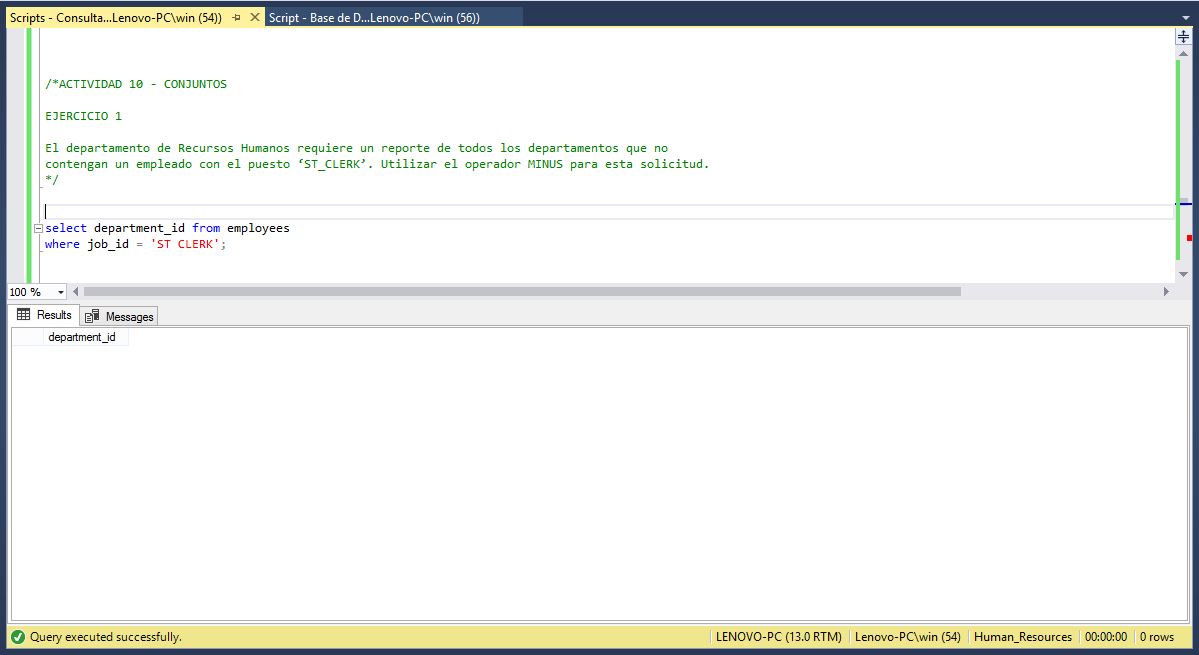 Scripts - Consulta...Lenovo-PC\win (54))
Script - Base de D...Lenovo-PC\win (56))
/*ACTIVIDAD 10 - CONJUNTOS
EJERCICIO 1
El departamento de Recursos Humanos requiere un reporte de todos los departamentos que no
contengan un empleado con el puesto ‘ST_CLERK’. Utilizar el operador MINUS para esta solicitud.
*/
select department_id from employees
where job_id = 'ST CLERK';
100 %
Results
Messages
department_id
Query executed successfully.
LENOVO-PC (13.0 RTM)
Lenovo-PC\win (54)
Human_Resources
00:00:00
0 rows